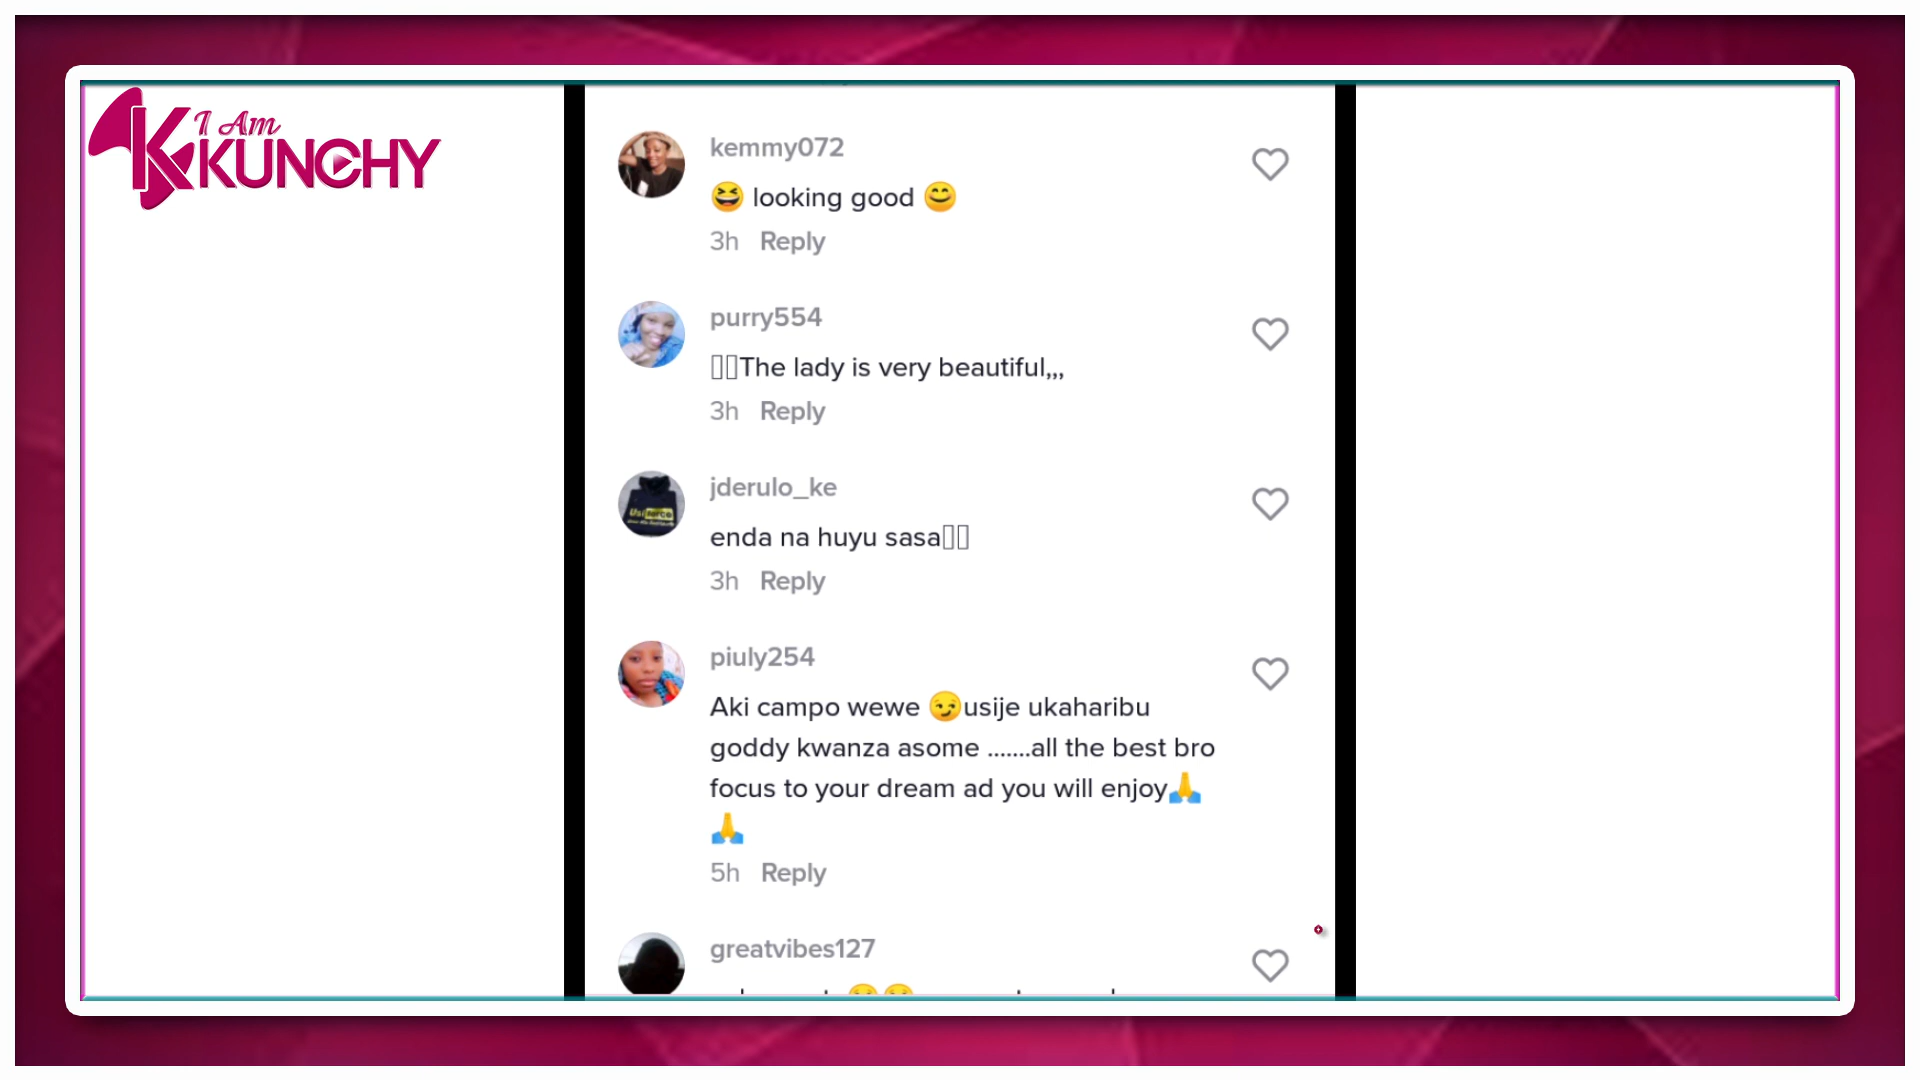 I Am
KUNCHY
kemmy072
😆 looking good 😊
3h Reply
purry554
The lady is very beautiful,,,
3h Reply
jderulo_ke
enda na huyu sasa
3h Reply
piuly254
Aki campo wewe 😏usije ukaharibu
goddy kwanza asome .......all the best bro
focus to your dream ad you will enjoy🙏
🙏
5h Reply
greatvibes127